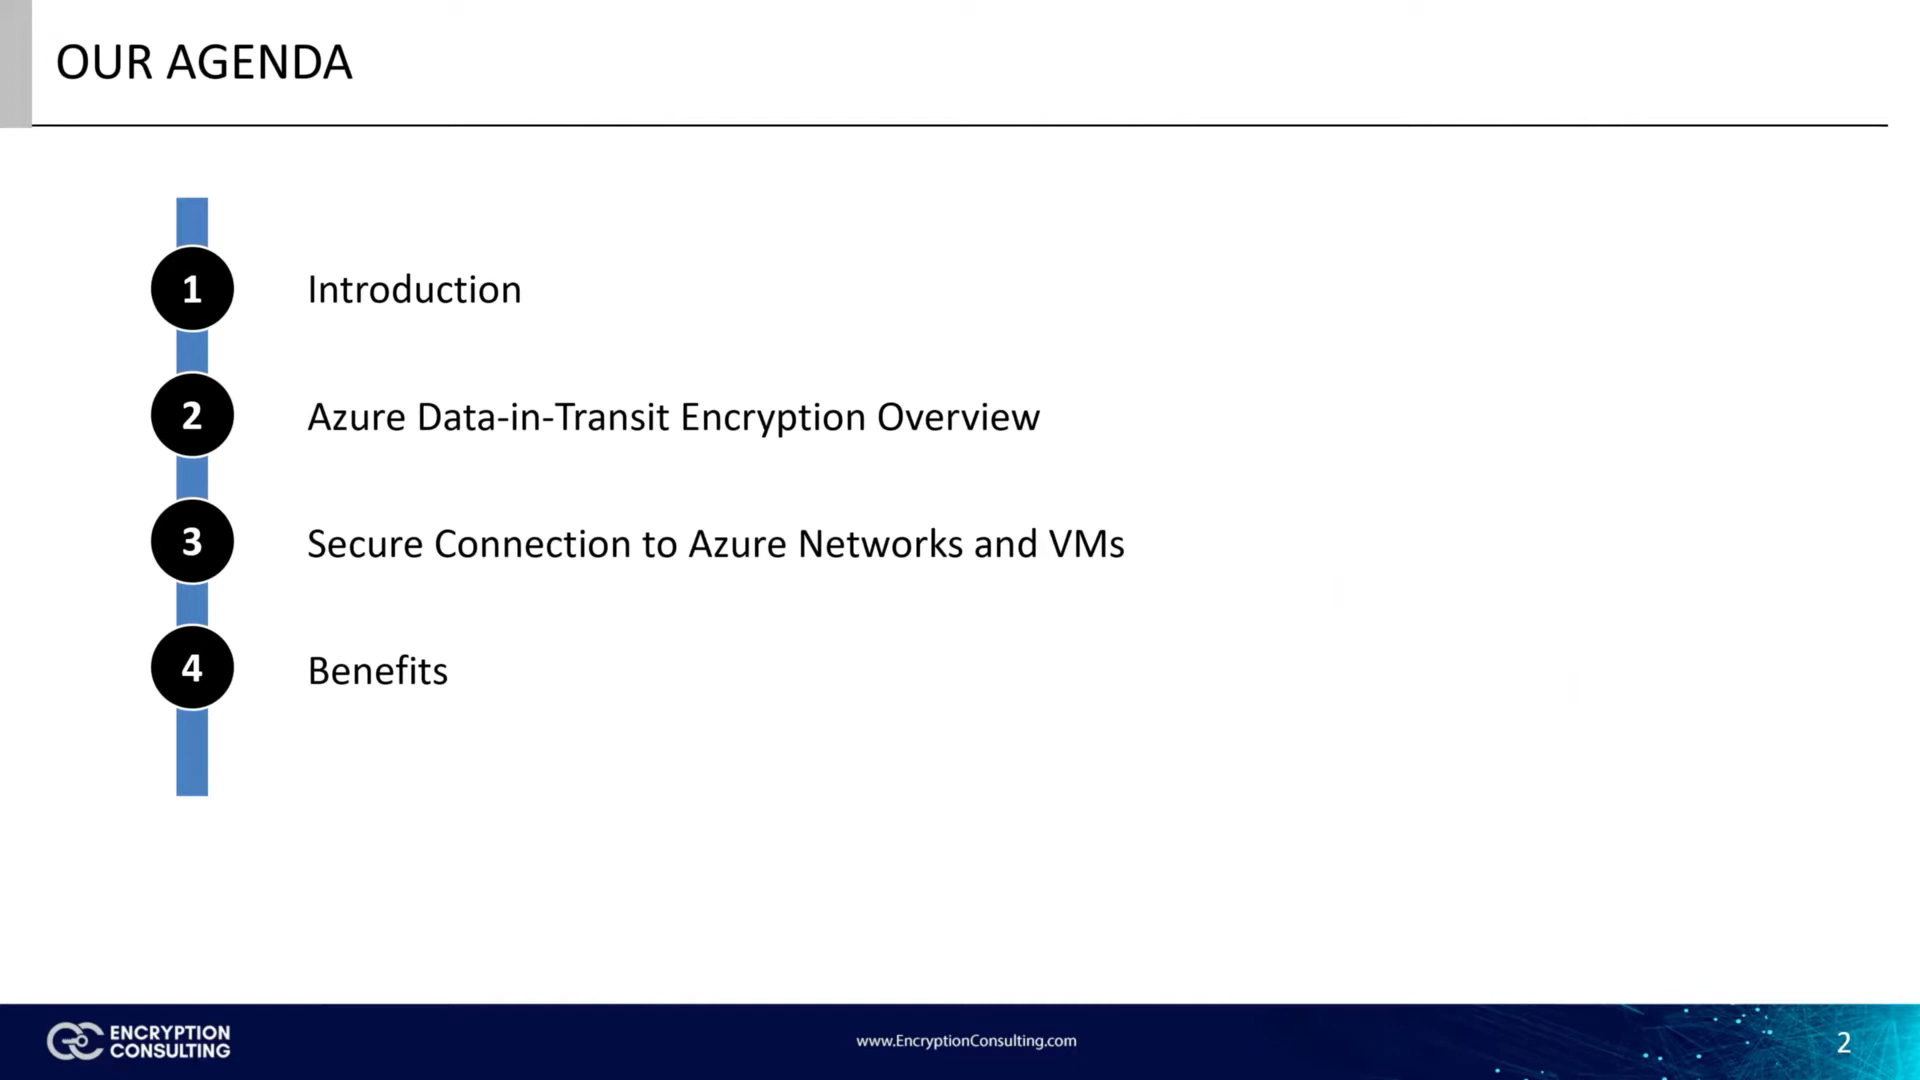 OUR AGENDA
1 Introduction
2 Azure Data-in-Transit Encryption Overview
3 Secure Connection to Azure Networks and VMs
4 Benefits
ENCRYPTION
CONSULTING
www.EncryptionConsulting.com
2